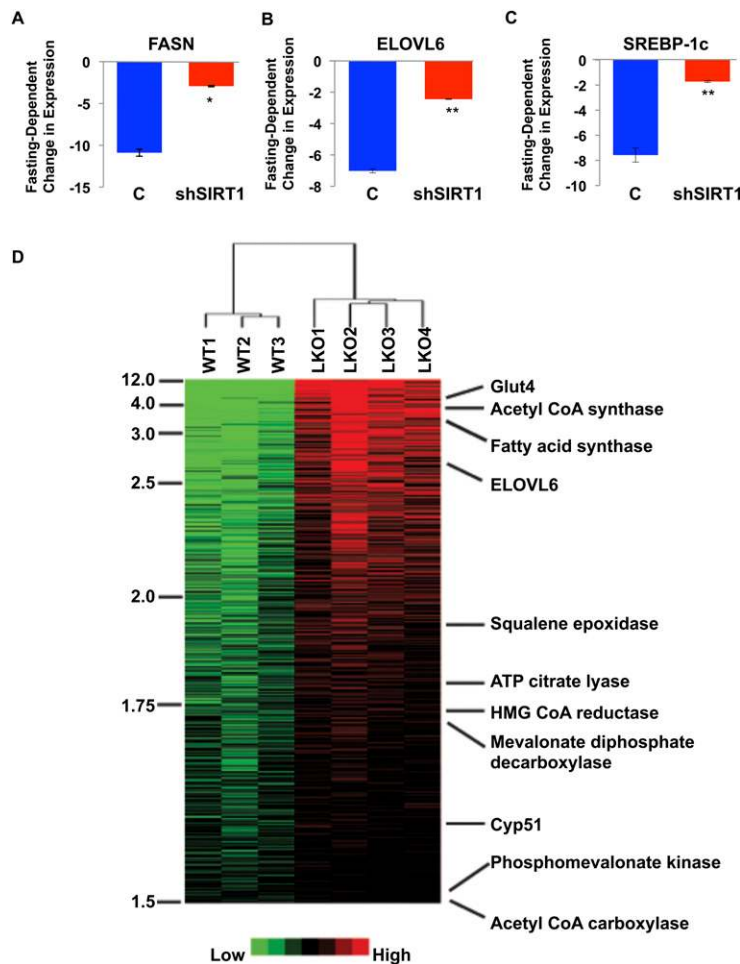 A
FASN
Fasting-Dependent
Change in Expression
0
-5
-10
-15
*
C
shSIRT1
B
ELOVL6
Fasting-Dependent
Change in Expression
0
-2
-4
-6
-8
**
C
shSIRT1
C
SREBP-1c
Fasting-Dependent
Change in Expression
0
-2
-4
-6
-8
-10
**
C
shSIRT1
D
WT1
WT2
WT3
LKO1
LKO2
LKO3
LKO4
12.0
4.0
3.0
2.5
2.0
1.75
1.5
Glut4
Acetyl CoA synthase
Fatty acid synthase
ELOVL6
Squalene epoxidase
ATP citrate lyase
HMG CoA reductase
Mevalonate diphosphate
decarboxylase
Cyp51
Phosphomevalonate kinase
Acetyl CoA carboxylase
Low
High